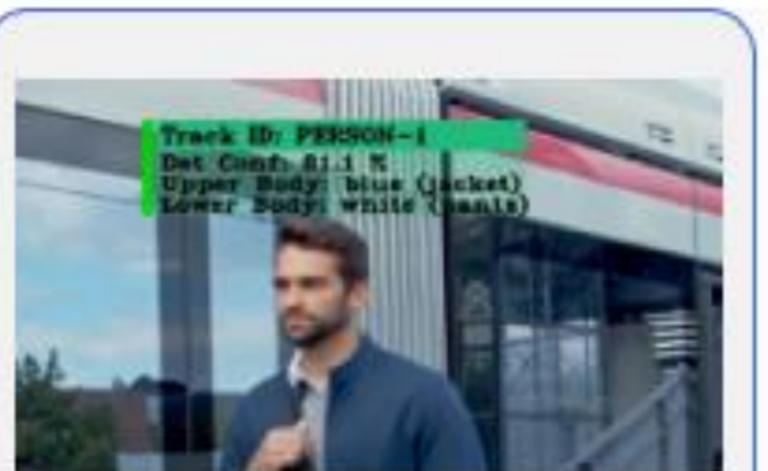 Track ID: PERSON-1
Det Conf: 81.1 %
Upper Body: blue (jacket)
Lower Body: white (pants)